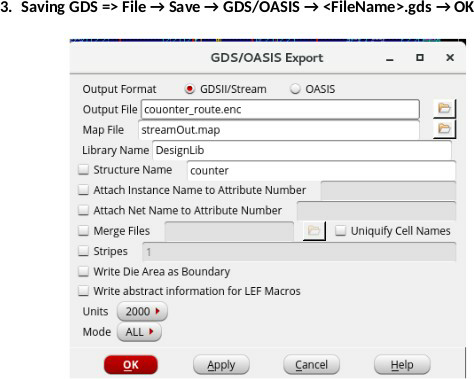 3. Saving GDS => File → Save → GDS/OASIS → <FileName>.gds → OK
GDS/OASIS Export
Output Format GDSII/Stream OASIS
Output File couonter_route.enc
Map File streamOut.map
Library Name DesignLib
Structure Name counter
Attach Instance Name to Attribute Number
Attach Net Name to Attribute Number
Merge Files Uniquify Cell Names
Stripes 1
Write Die Area as Boundary
Write abstract information for LEF Macros
Units 2000
Mode ALL
OK Apply Cancel Help